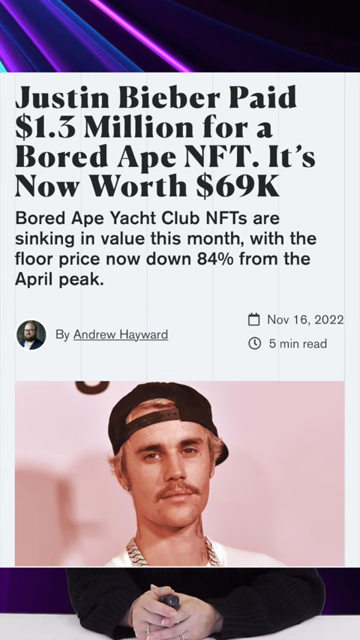 Justin Bieber Paid
$1.3 Million for a
Bored Ape NFT. It's
Now Worth $69K
Bored Ape Yacht Club NFTs are
sinking in value this month, with the
floor price now down 84% from the
April peak.
By Andrew Hayward
Nov 16, 2022
5 min read